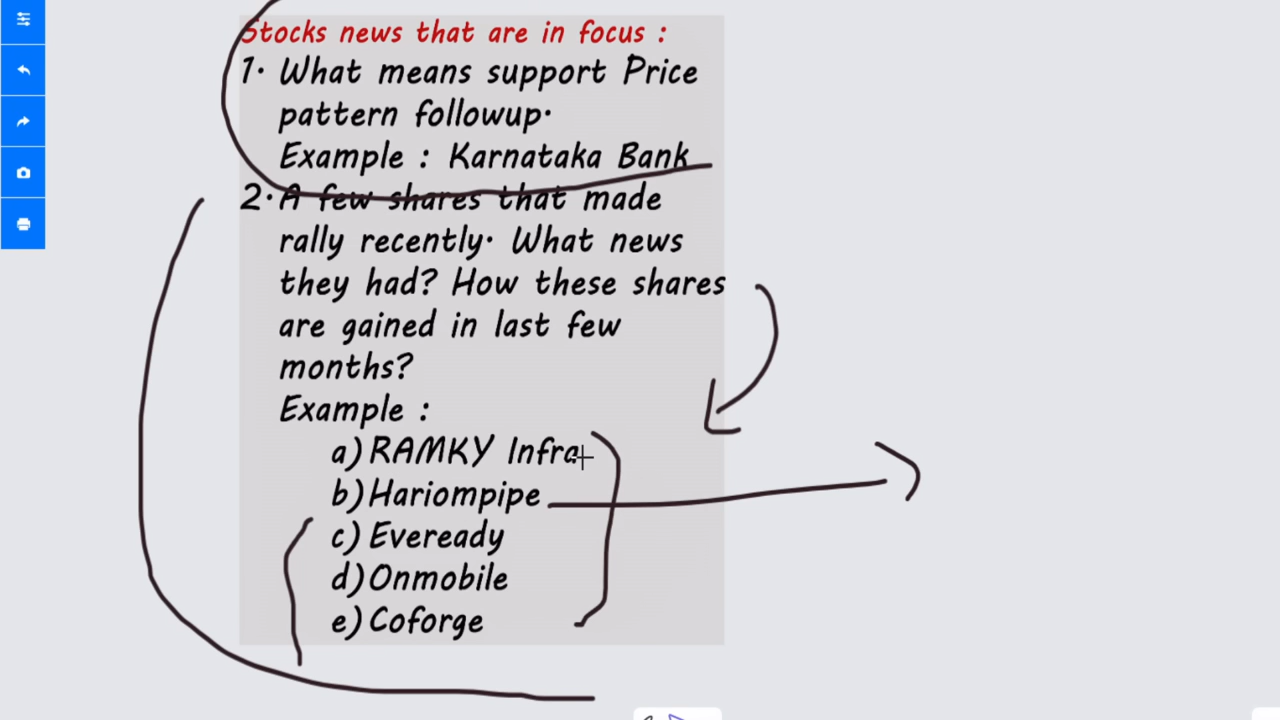 Stocks news that are in focus :
1. What means support Price
pattern followup.
Example : Karnataka Bank
2. A few shares that made
rally recently. What news
they had? How these shares
are gained in last few
months?
Example :
a) RAMKY Infra
b) Hariompipe
c) Eveready
d) Onmobile
e) Coforge